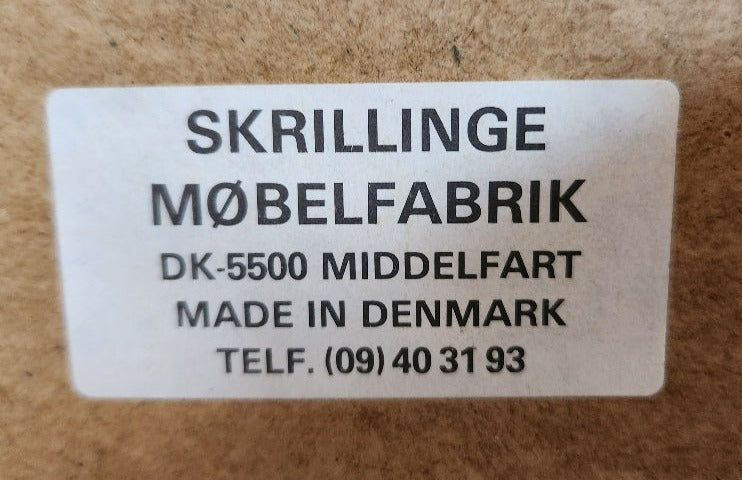 SKRILLINGE
MØBELFABRIK
DK-5500 MIDDELFART
MADE IN DENMARK
TELF. (09) 40 31 93